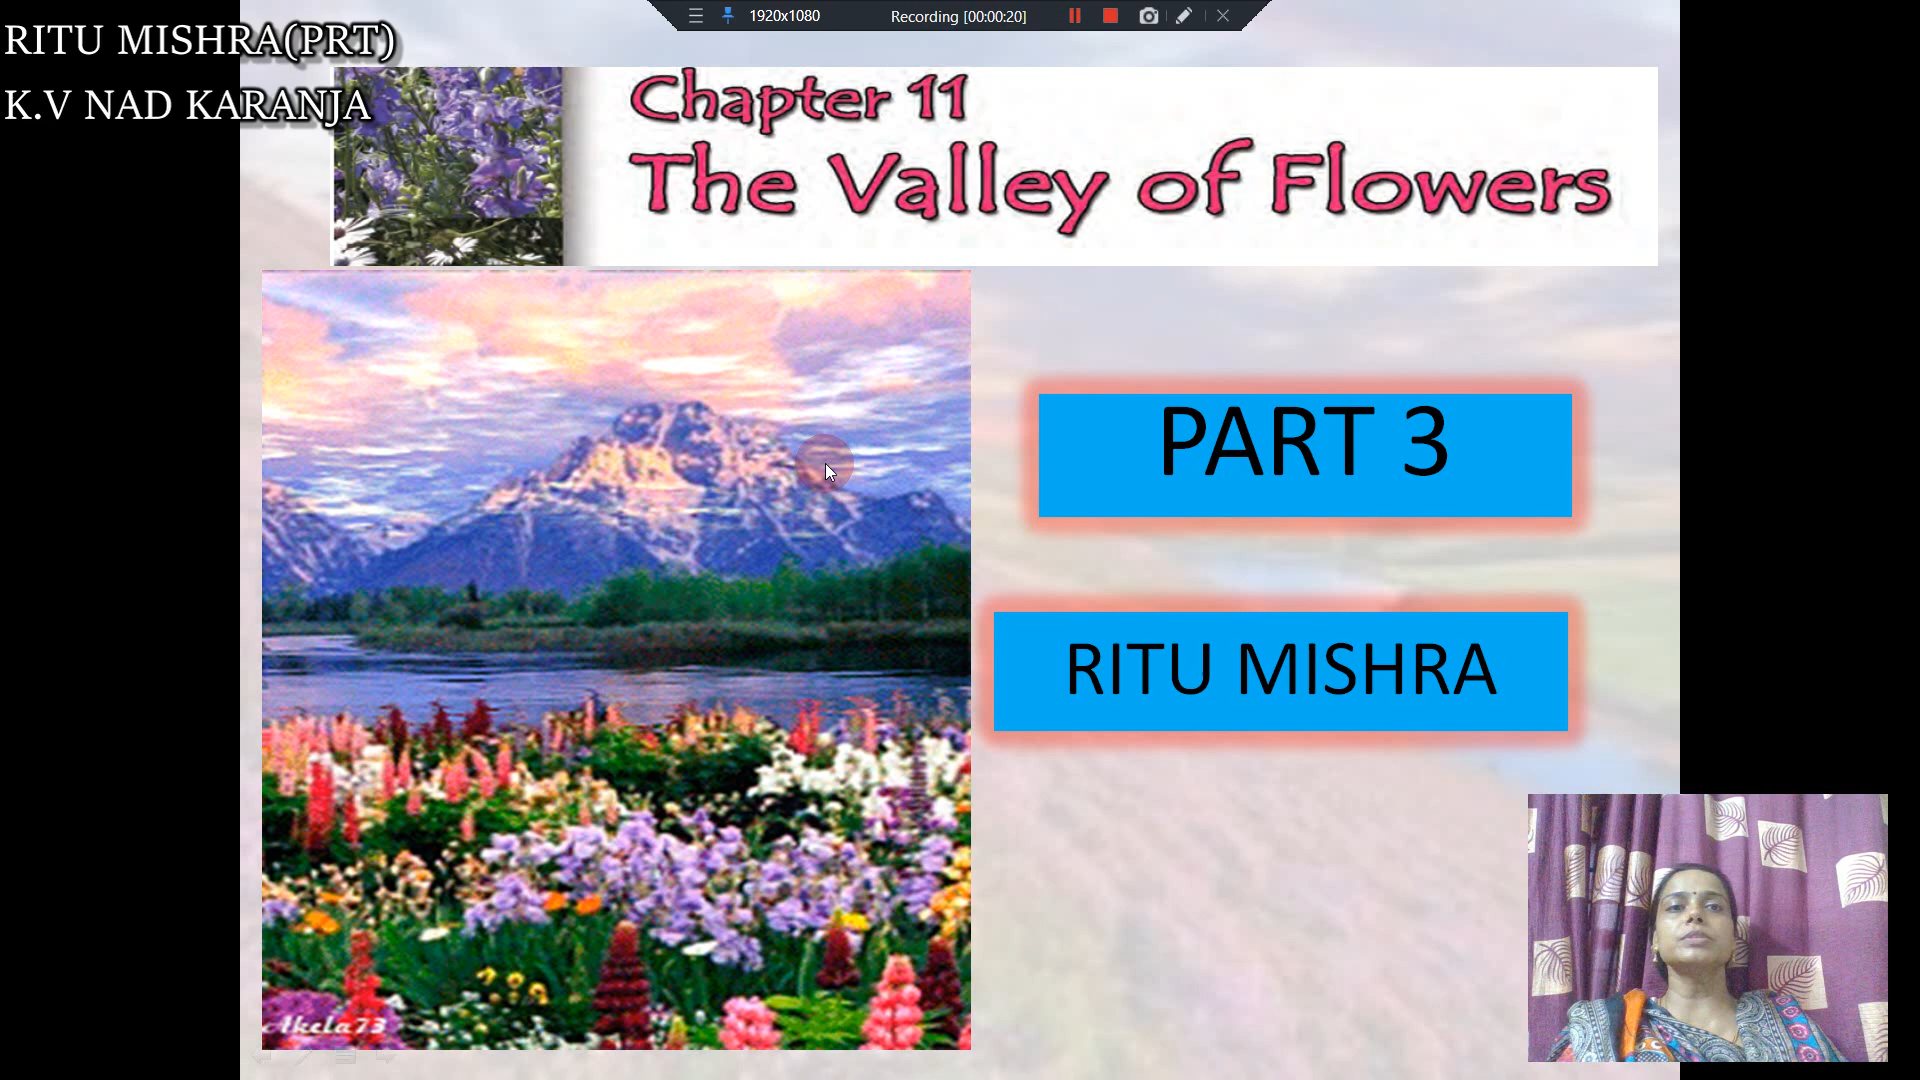 1920x1080
Recording [00:00:20]
RITU MISHRA(PRT)
K.V NAD KARANJA
Chapter 11
The Valley of Flowers
PART 3
RITU MISHRA
Akela73